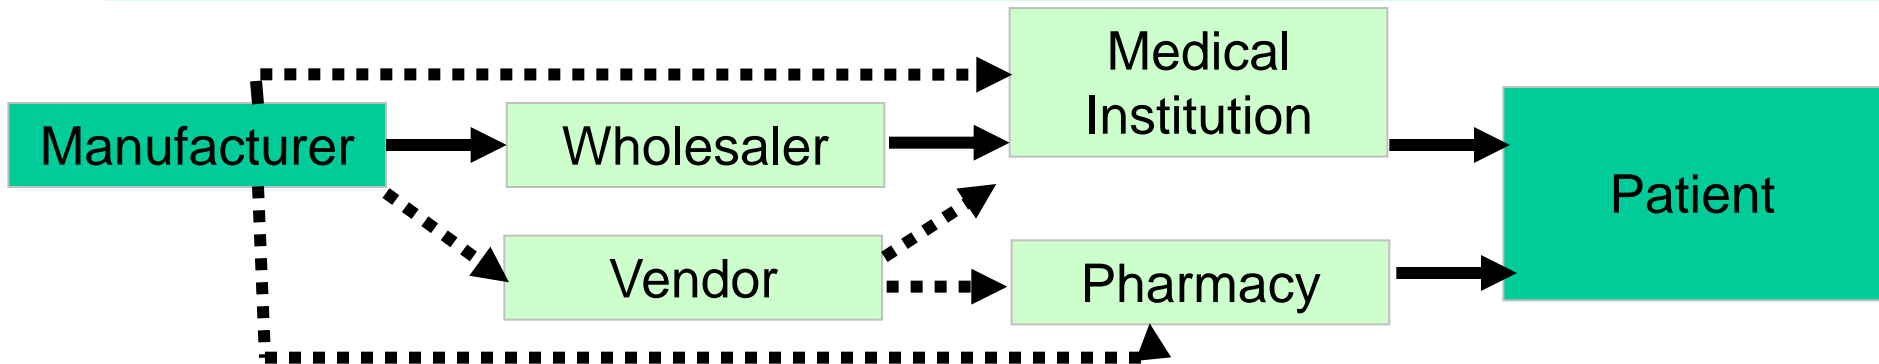 Medical
Institution
Manufacturer
Wholesaler
Patient
Vendor
Pharmacy